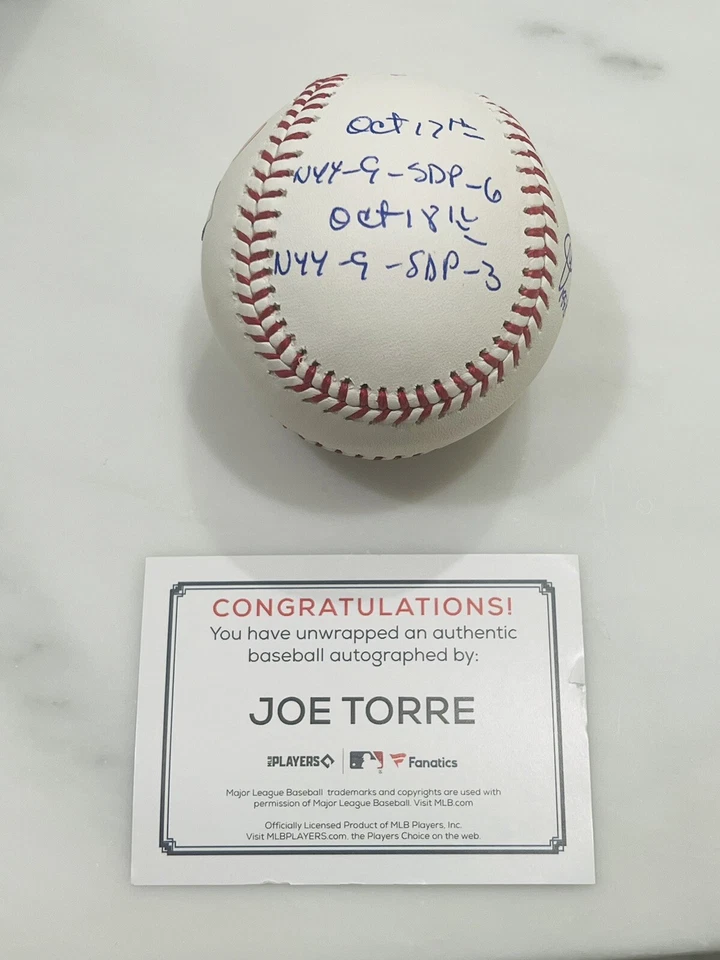 Oct 17th
NYY-9-SDP-6
Oct 18th
NYY-9-SDP-3
CONGRATULATIONS!
You have unwrapped an authentic
baseball autographed by:
JOE TORRE
MLB PLAYERS Fanatics
Major League Baseball trademarks and copyrights are used with
permission of Major League Baseball. Visit MLB.com
Officially Licensed Product of MLB Players, Inc.
Visit MLBPLAYERS.com, the Players Choice on the web.